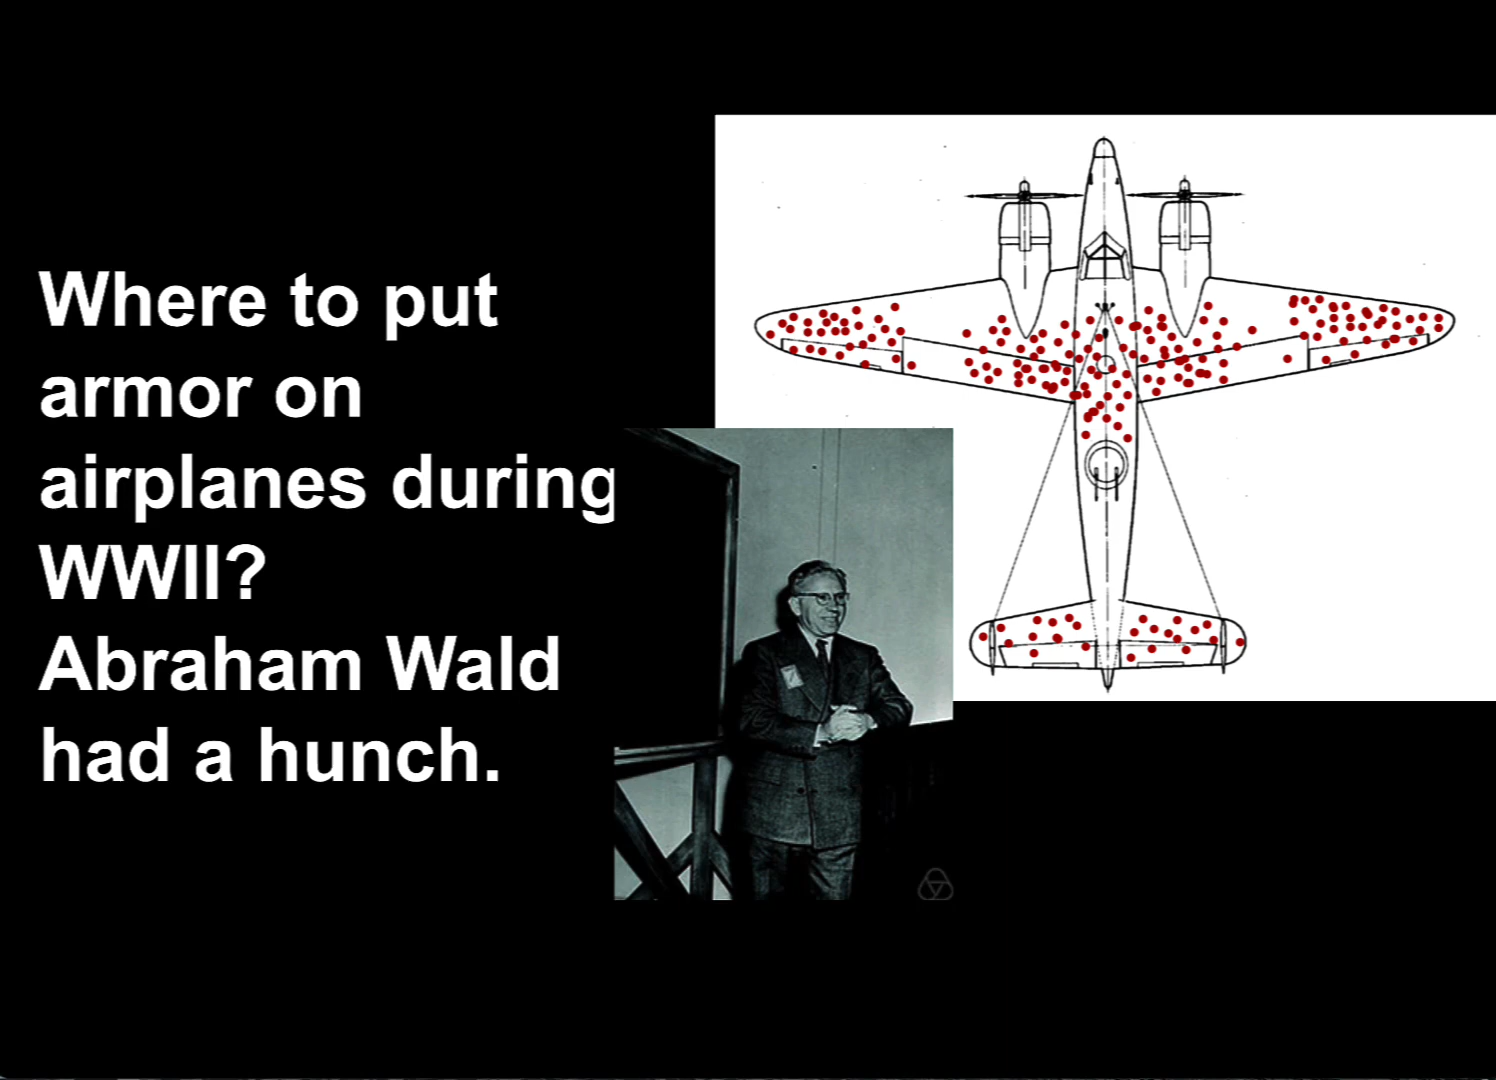 Where to put
armor on
airplanes during
WWII?
Abraham Wald
had a hunch.